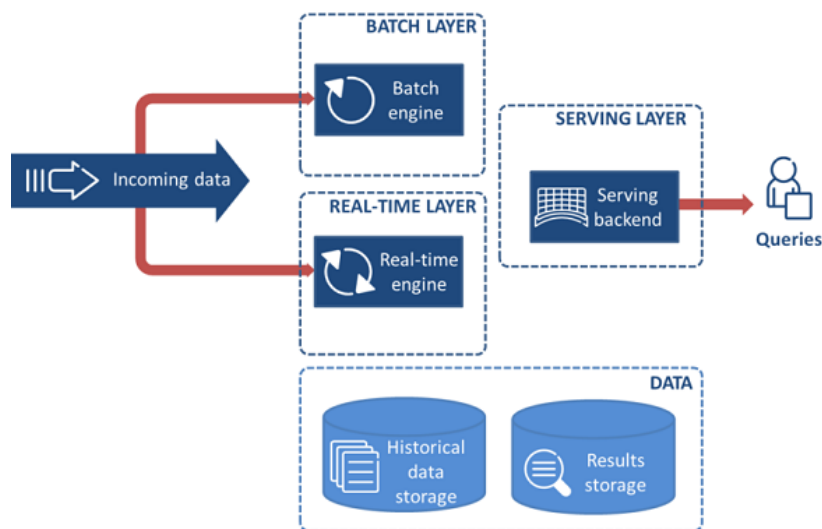 BATCH LAYER
Batch
engine
Incoming data
REAL-TIME LAYER
Real-time
engine
SERVING LAYER
Serving
backend
Queries
DATA
Historical
data
storage
Results
storage